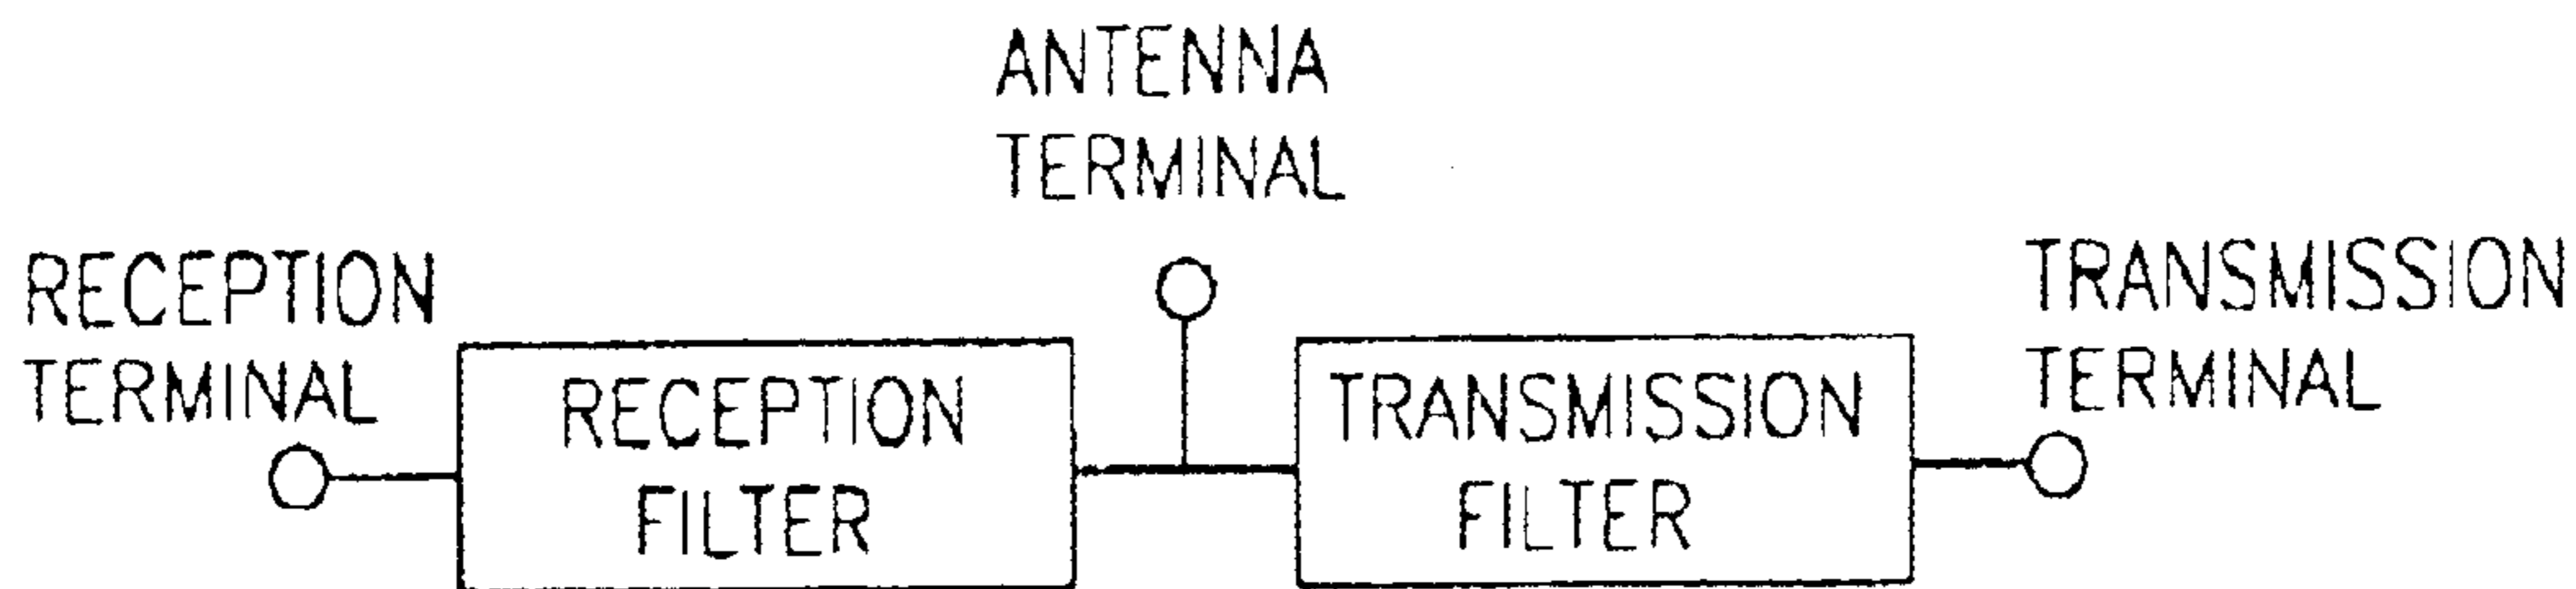 ANTENNA
TERMINAL
RECEPTION
TERMINAL
RECEPTION
FILTER
TRANSMISSION
FILTER
TRANSMISSION
TERMINAL